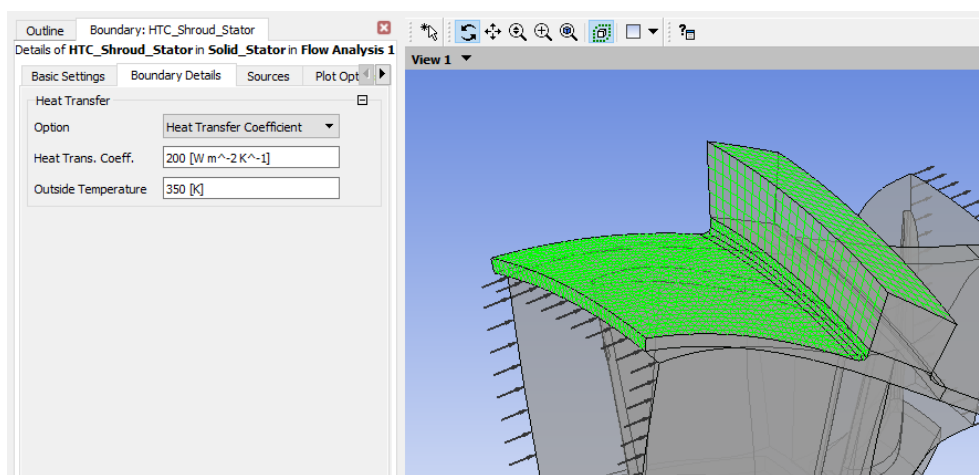 Outline Boundary: HTC_Shroud_Stator
Details of HTC_Shroud_Stator in Solid_Stator in Flow Analysis 1
Basic Settings Boundary Details Sources Plot Opt
Heat Transfer
Option Heat Transfer Coefficient
Heat Trans. Coeff. 200 [W m^-2 K^-1]
Outside Temperature 350 [K]
View 1